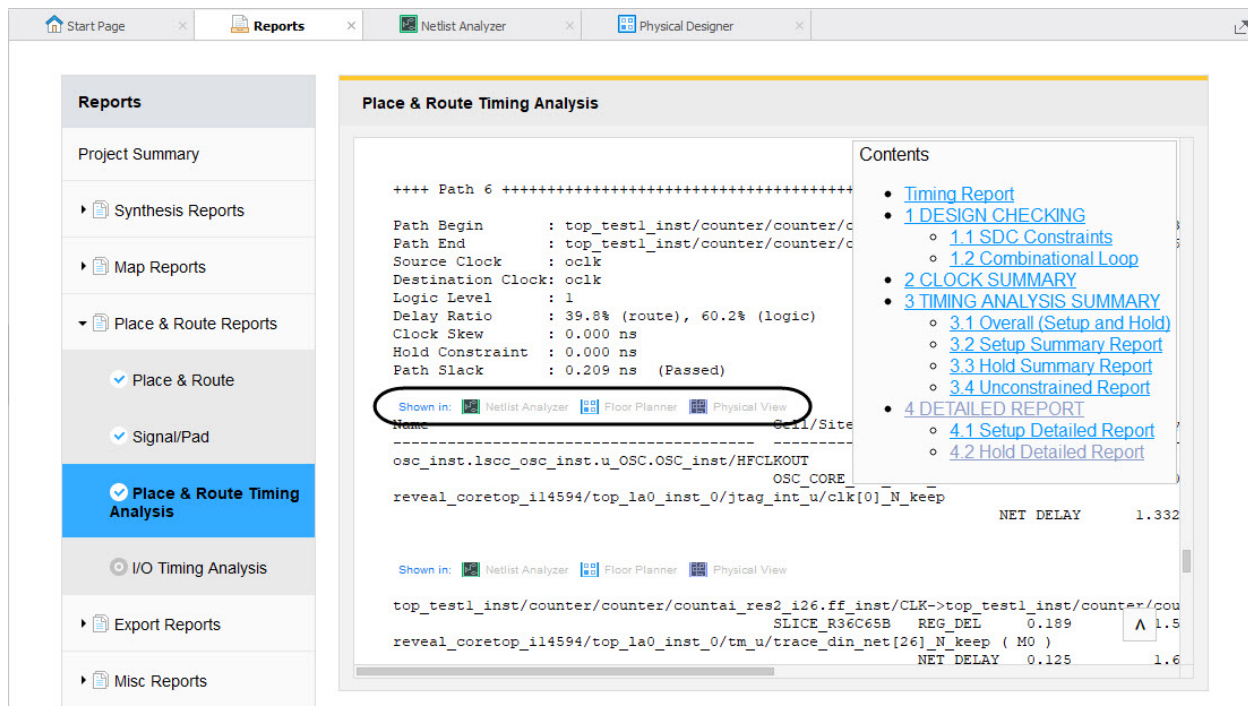 Start Page
Reports
Netlist Analyzer
Physical Designer
Reports
Project Summary
Synthesis Reports
Map Reports
Place & Route Reports
Place & Route
Signal/Pad
Place & Route Timing
Analysis
I/O Timing Analysis
Export Reports
Misc Reports
Place & Route Timing Analysis
++++ Path 6 +++++++++++++++++++++++++++++++++++++++
Path Begin : top_test1_inst/counter/counter/c
Path End : top_test1_inst/counter/counter/c
Source Clock : oclk
Destination Clock: oclk
Logic Level : 1
Delay Ratio : 39.8% (route), 60.2% (logic)
Clock Skew : 0.000 ns
Hold Constraint : 0.000 ns
Path Slack : 0.209 ns (Passed)
Shown in: Netlist Analyzer Floor Planner Physical View
Name Cell/Site
osc_inst.lscc_osc_inst.u_OSC.OSC_inst/HFCLKOUT
OSC_CORE
reveal_coretop_i14594/top_la0_inst_0/jtag_int_u/clk[0]_N_keep
NET DELAY 1.332
Shown in: Netlist Analyzer Floor Planner Physical View
top_test1_inst/counter/counter/countai_res2_i26.ff_inst/CLK->top_test1_inst/counter/cou
SLICE_R36C65B REG_DEL 0.189 1.5
reveal_coretop_i14594/top_la0_inst_0/tm_u/trace_din_net[26]_N_keep ( M0 )
NET DELAY 0.125 1.6
Contents
Timing Report
1 DESIGN CHECKING
1.1 SDC Constraints
1.2 Combinational Loop
2 CLOCK SUMMARY
3 TIMING ANALYSIS SUMMARY
3.1 Overall (Setup and Hold)
3.2 Setup Summary Report
3.3 Hold Summary Report
3.4 Unconstrained Report
4 DETAILED REPORT
4.1 Setup Detailed Report
4.2 Hold Detailed Report